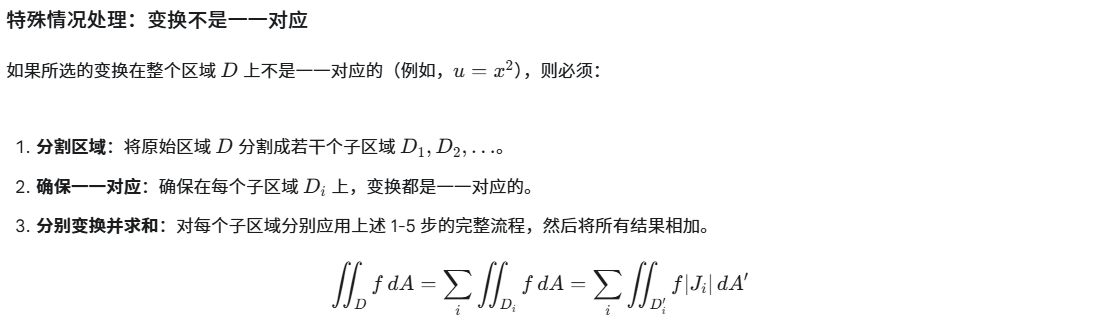 特殊情况处理：变换不是一一对应
如果所选的变换在整个区域 $D$ 上不是一一对应的（例如，$u = x^2$），则必须：
1. 分割区域：将原始区域 $D$ 分割成若干个子区域 $D_1, D_2, \ldots$。
2. 确保一一对应：确保在每个子区域 $D_i$ 上，变换都是一一对应的。
3. 分别变换并求和：对每个子区域分别应用上述 1-5 步的完整流程，然后将所有结果相加。
$\iint_D f \, dA = \sum_i \iint_{D_i} f \, dA = \sum_i \iint_{D_i'} f |J_i| \, dA'$